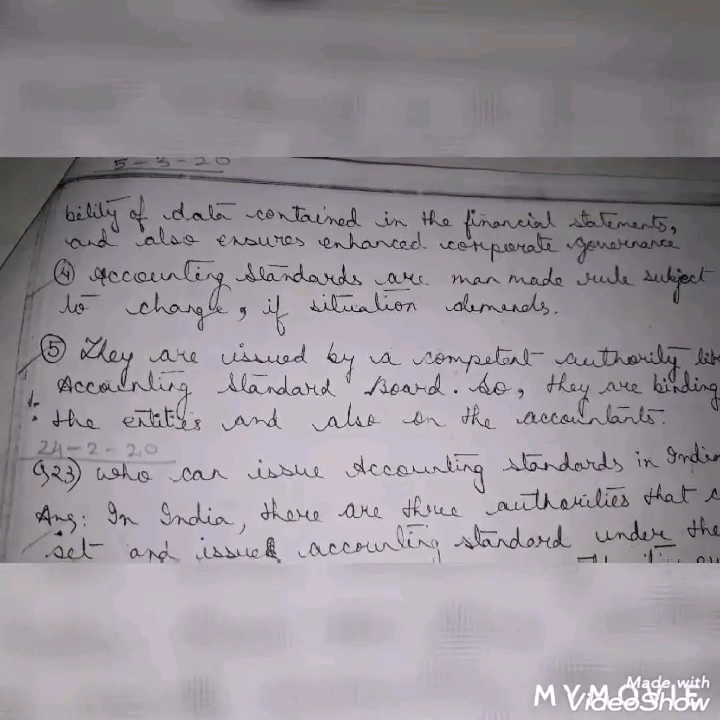 5-3-20
bility of data contained in the financial statements,
and also ensures enhanced corporate governance
④ Accounting Standards are man made rule subject
to change, if situation demands.
⑤ They are issued by a competent authority
Accounting Standard Board. So, they are binding
the entities and also on the accountants.
24-2-20
Q23) Who can issue Accounting standards in
Ans: In India, there are three authorities that
set and issue accounting standard under the
Made with
MYMOVIE
VideoShow